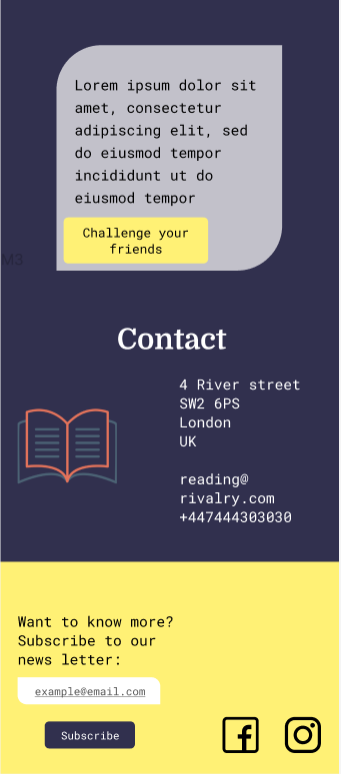 Lorem ipsum dolor sit
amet, consectetur
adipiscing elit, sed
do eiusmod tempor
incididunt ut do
eiusmod tempor
Challenge your
friends
M3
Contact
4 River street
SW2 6PS
London
UK
reading@
rivalry.com
+447444303030
Want to know more?
Subscribe to our
news letter:
example@email.com
Subscribe